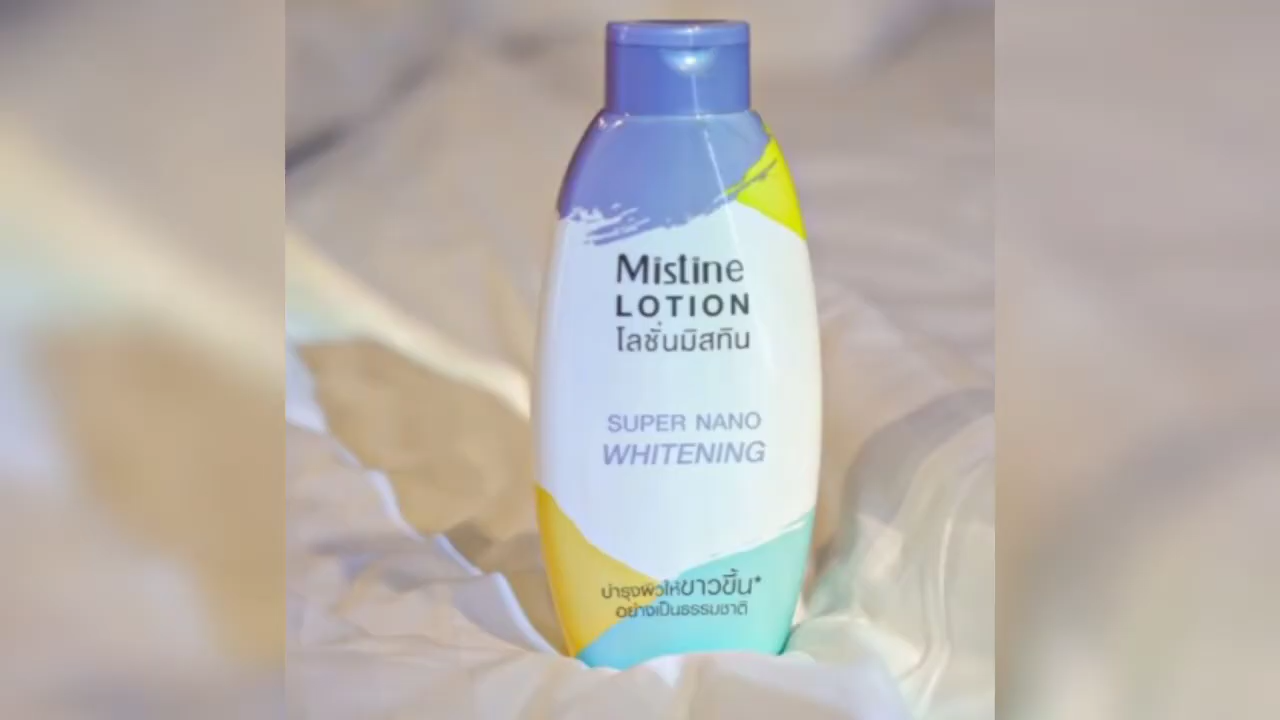 Mistine
LOTION
โลชั่นมิสทิน
SUPER NANO
WHITENING
บำรุงผิวให้ขาวขึ้น*
อย่างเป็นธรรมชาติ